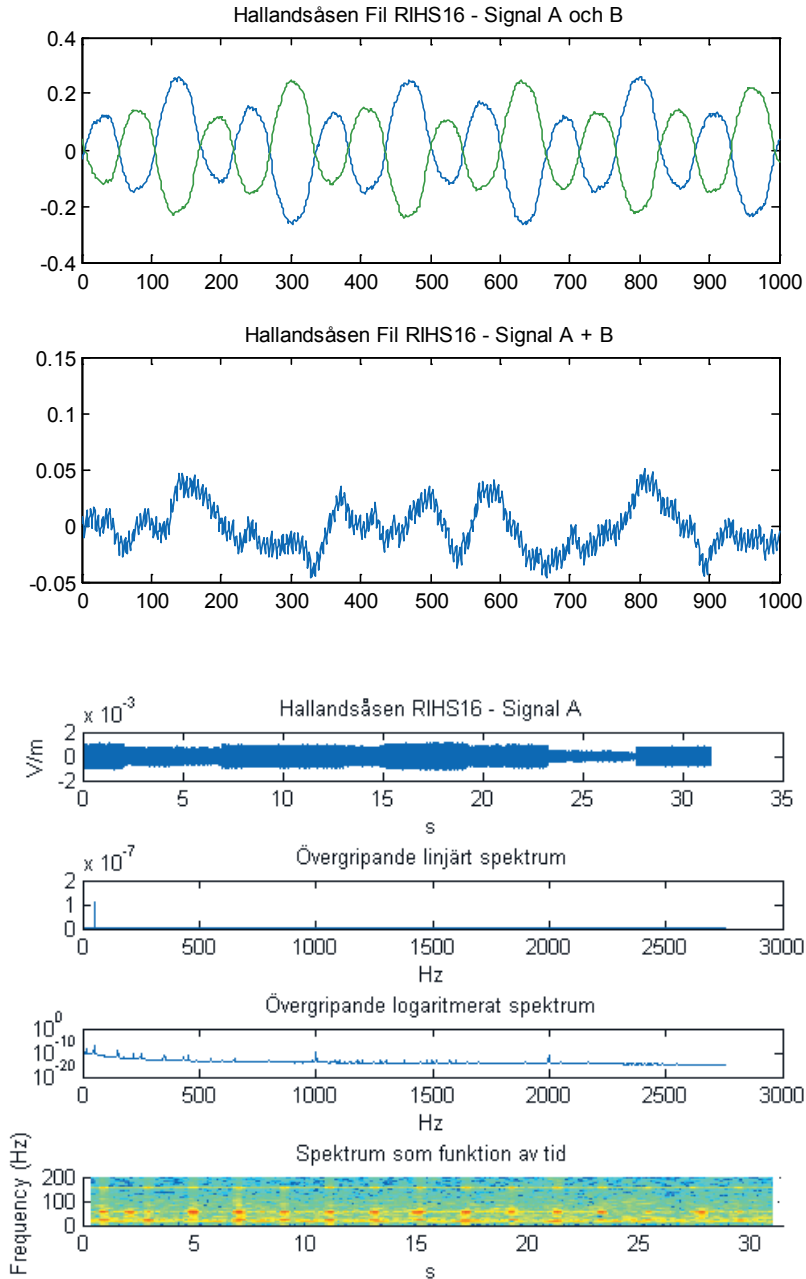 Hallandsåsen Fil RIHS16 - Signal A och B
0.4
0.2
0
-0.2
-0.4
0 100 200 300 400 500 600 700 800 900 1000
Hallandsåsen Fil RIHS16 - Signal A + B
0.15
0.1
0.05
0
-0.05
0 100 200 300 400 500 600 700 800 900 1000
x 10-3
Hallandsåsen RIHS16 - Signal A
V/m
2
0
-2
0 5 10 15 20 25 30 35
s
x 10-7
Övergripande linjärt spektrum
2
1
0
0 500 1000 1500 2000 2500 3000
Hz
Övergripande logaritmerat spektrum
100
10-10
10-20
0 500 1000 1500 2000 2500 3000
Hz
Spektrum som funktion av tid
Frequency (Hz)
200
100
0
5 10 15 20 25 30
s